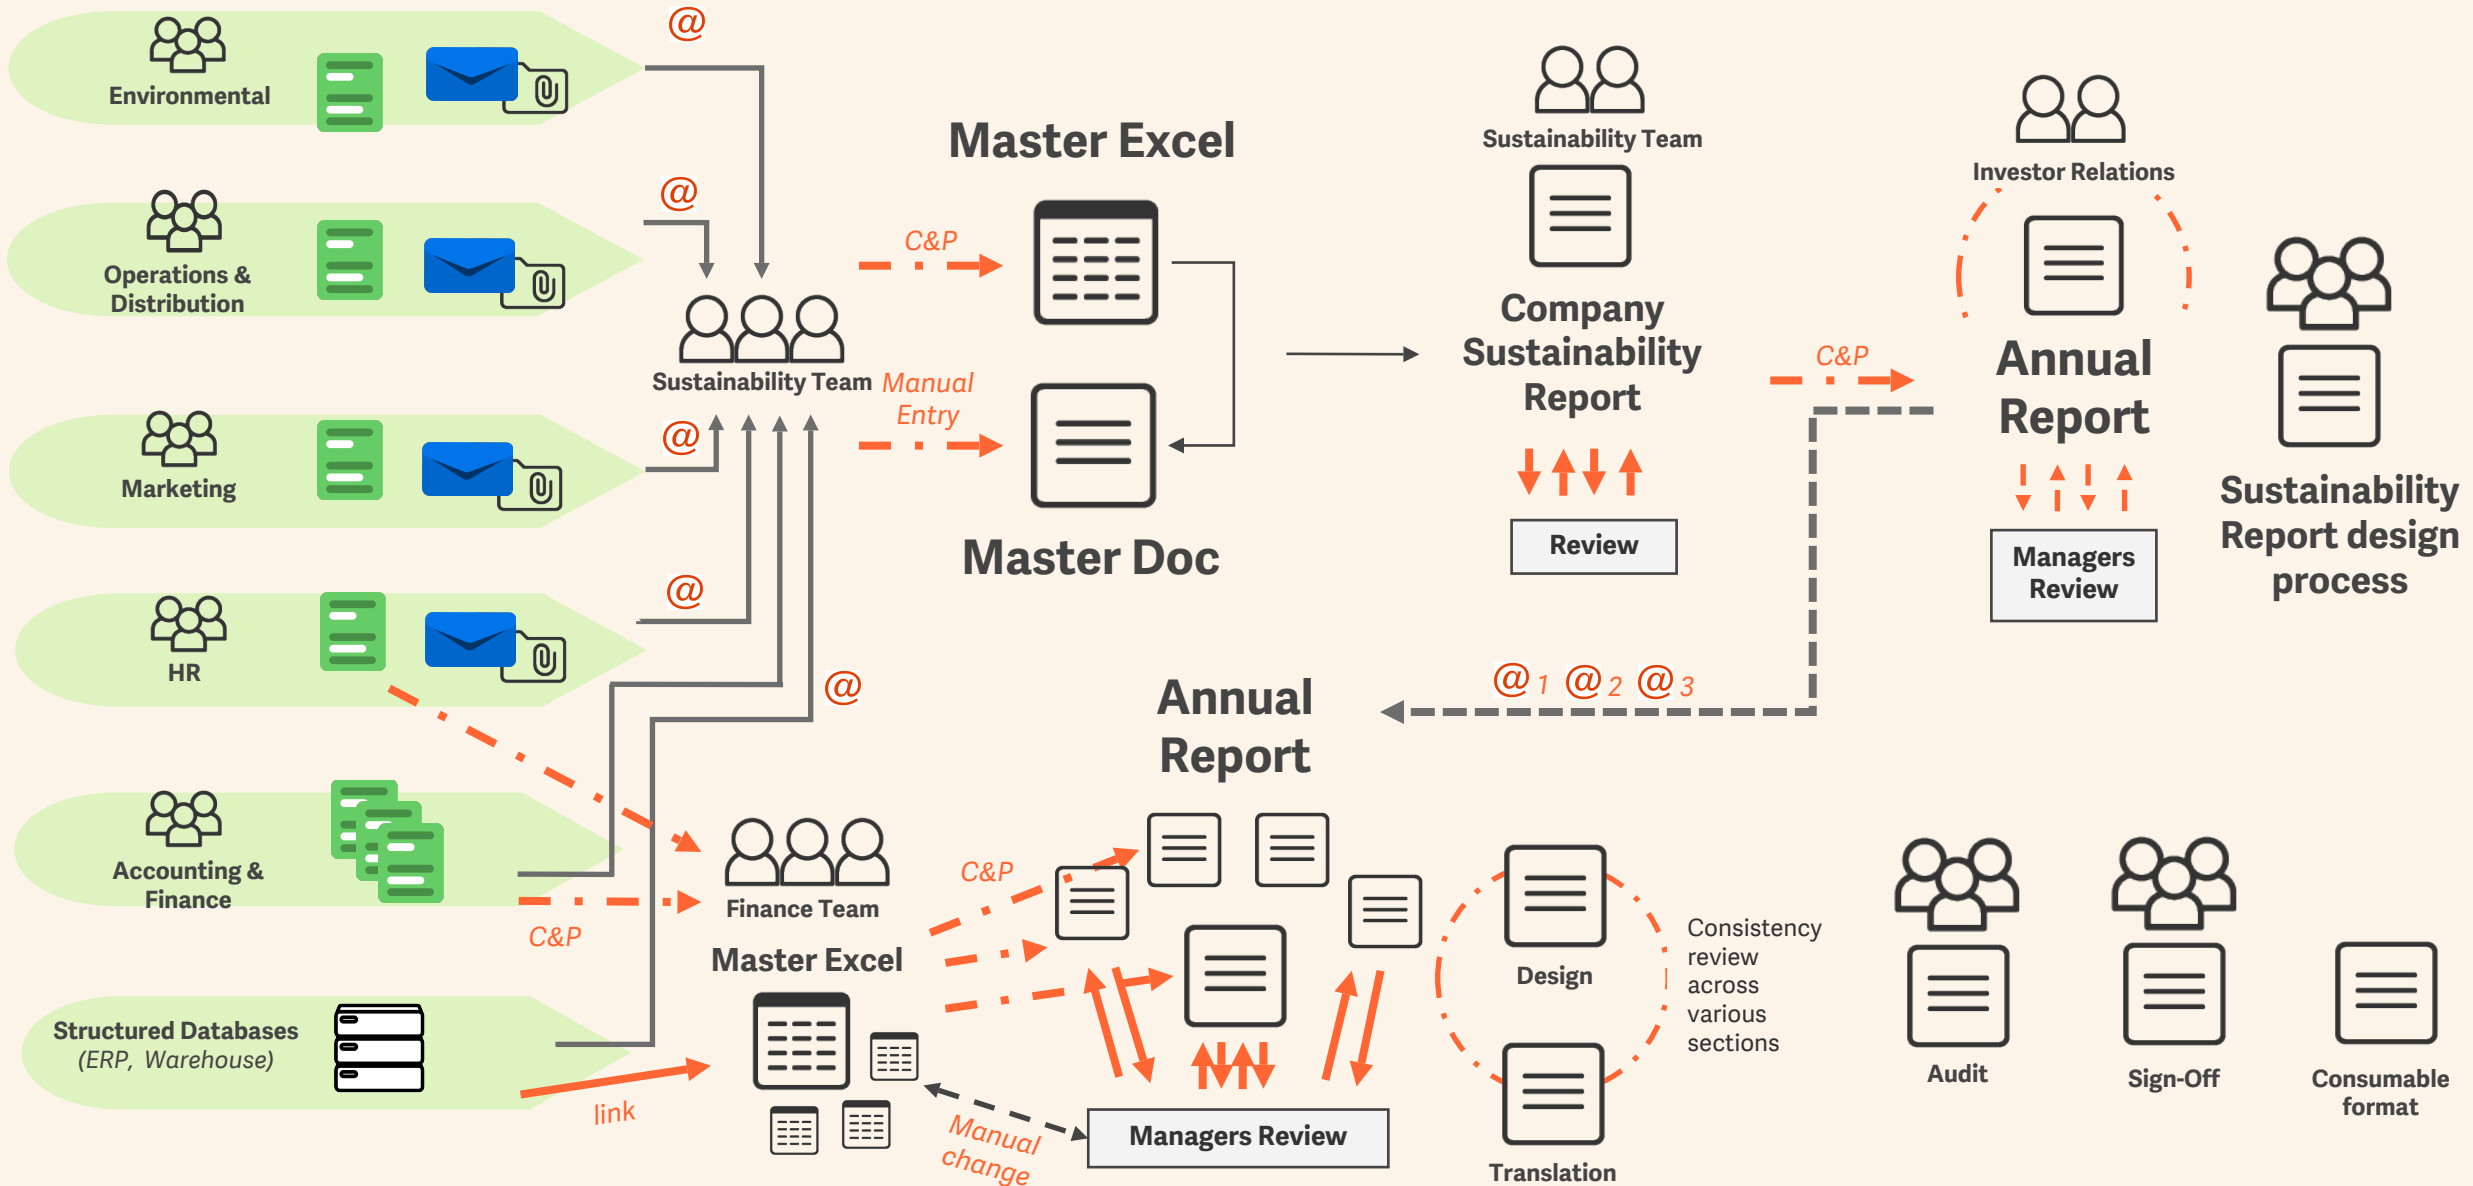 @
Environmental
@
Operations &
Distribution
@
Marketing
@
HR
@
Accounting &
Finance
C&P
Structured Databases
(ERP, Warehouse)
link
Sustainability Team
C&P
Manual
Entry
Master Excel
Master Doc
Sustainability Team
Company
Sustainability
Report
Review
C&P
Investor Relations
Annual
Report
Managers
Review
Sustainability
Report design
process
@ 1 @ 2 @ 3
Annual
Report
Finance Team
Master Excel
C&P
Manual
change
Managers Review
Design
Translation
Consistency
review
across
various
sections
Audit
Sign-Off
Consumable
format